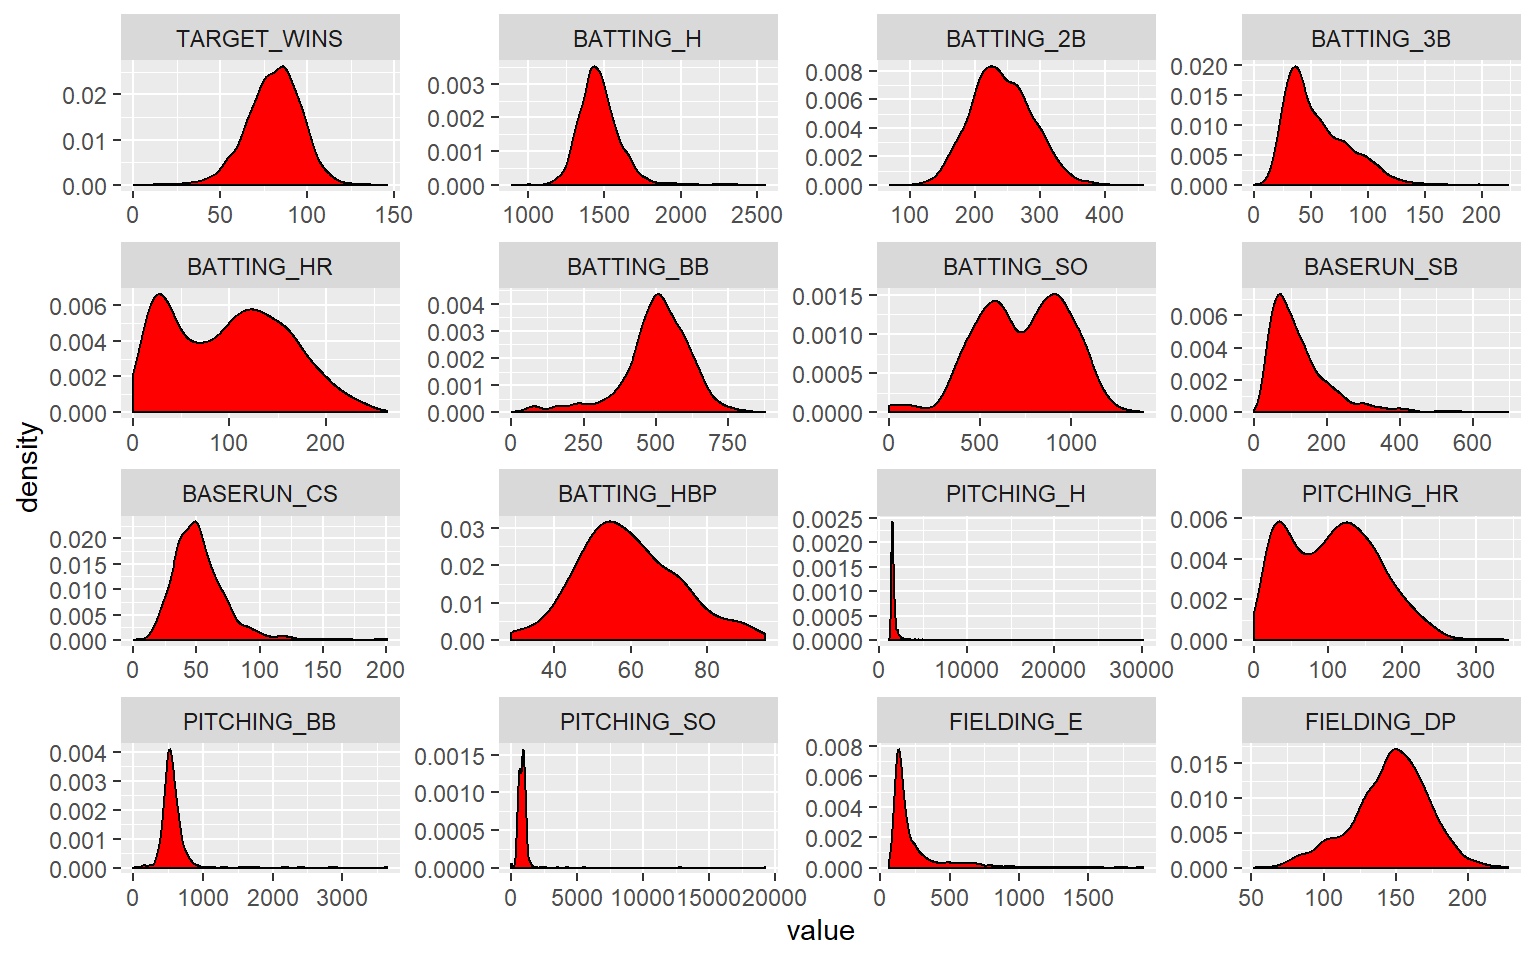 TARGET_WINS BATTING_H BATTING_2B BATTING_3B
0.02 0.01 0.00
0.003 0.002 0.001 0.000
0.008 0.006 0.004 0.002 0.000
0.020 0.015 0.010 0.005 0.000
0 50 100 150 1000 1500 2000 2500 100 200 300 400 0 50 100 150 200
BATTING_HR BATTING_BB BATTING_SO BASERUN_SB
0.006 0.004 0.002 0.000
0.004 0.003 0.002 0.001 0.000
0.0015 0.0010 0.0005 0.0000
0.006 0.004 0.002 0.000
0 100 200 0 250 500 750 0 500 1000 0 200 400 600
density
BASERUN_CS BATTING_HBP PITCHING_H PITCHING_HR
0.020 0.015 0.010 0.005 0.000
0.03 0.02 0.01 0.00
0.0025 0.0020 0.0015 0.0010 0.0005 0.0000
0.006 0.004 0.002 0.000
0 50 100 150 200 40 60 80 0 10000 20000 30000 0 100 200 300
PITCHING_BB PITCHING_SO FIELDING_E FIELDING_DP
0.004 0.003 0.002 0.001 0.000
0.0015 0.0010 0.0005 0.0000
0.008 0.006 0.004 0.002 0.000
0.015 0.010 0.005 0.000
0 1000 2000 3000 0 5000 10000 15000 20000 0 500 1000 1500 50 100 150 200
value